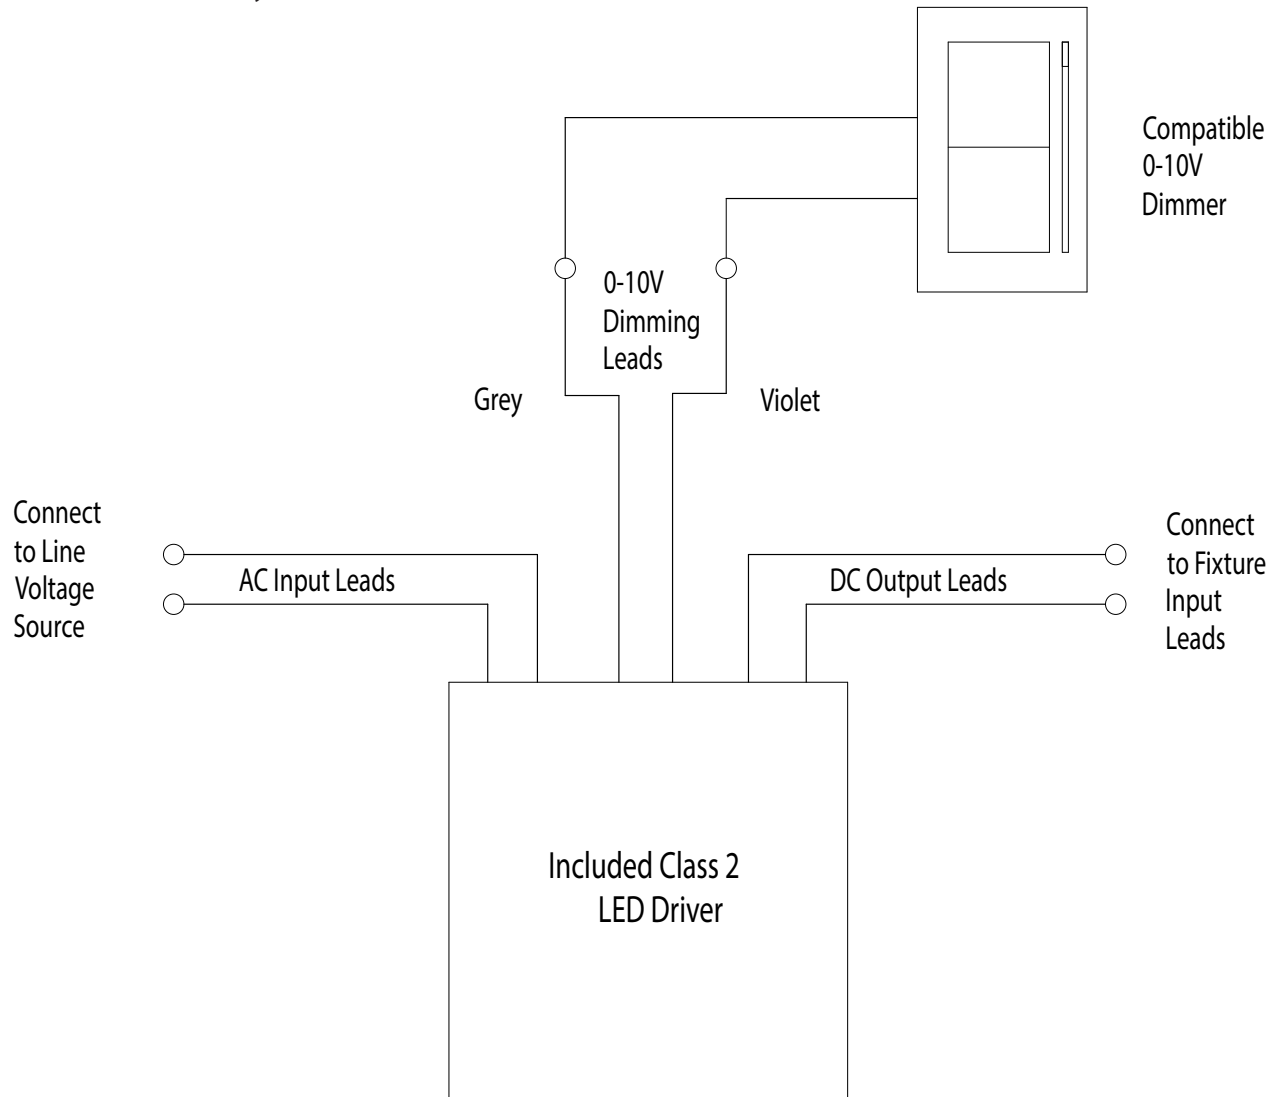 Compatible
0-10V
Dimmer
0-10V
Dimming
Leads
Grey
Violet
Connect
to Line
Voltage
Source
AC Input Leads
DC Output Leads
Connect
to Fixture
Input
Leads
Included Class 2
LED Driver